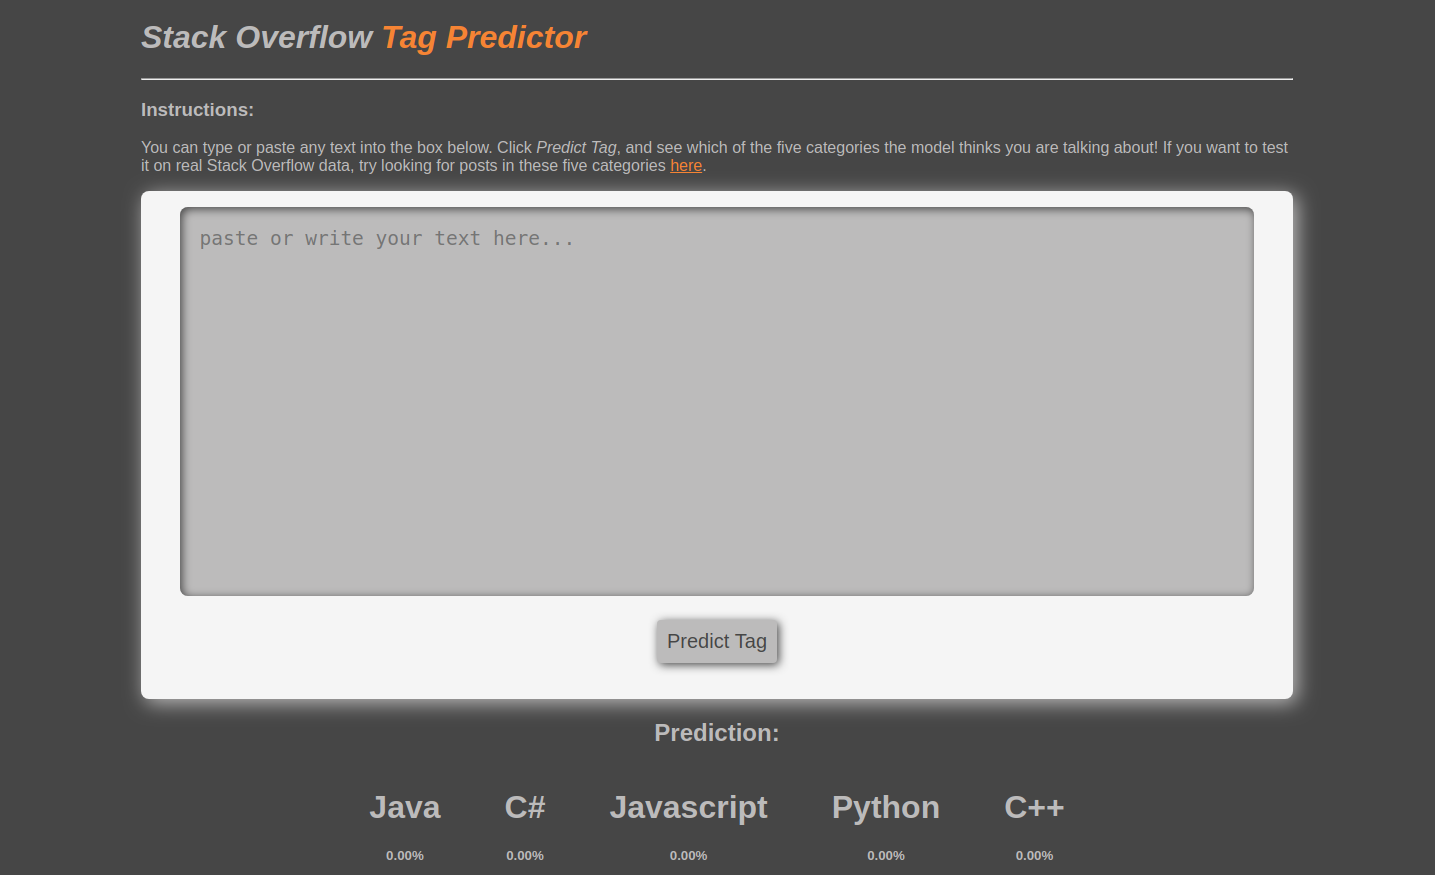 Stack Overflow Tag Predictor
Instructions:
You can type or paste any text into the box below. Click Predict Tag, and see which of the five categories the model thinks you are talking about! If you want to test
it on real Stack Overflow data, try looking for posts in these five categories here.
paste or write your text here...
Predict Tag
Prediction:
Java C# Javascript Python C++
0.00% 0.00% 0.00% 0.00% 0.00%